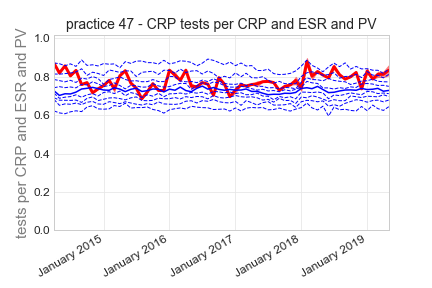 practice 47 - CRP tests per CRP and ESR and PV
tests per CRP and ESR and PV
1.0
0.8
0.6
0.4
0.2
0.0
January 2015
January 2016
January 2017
January 2018
January 2019